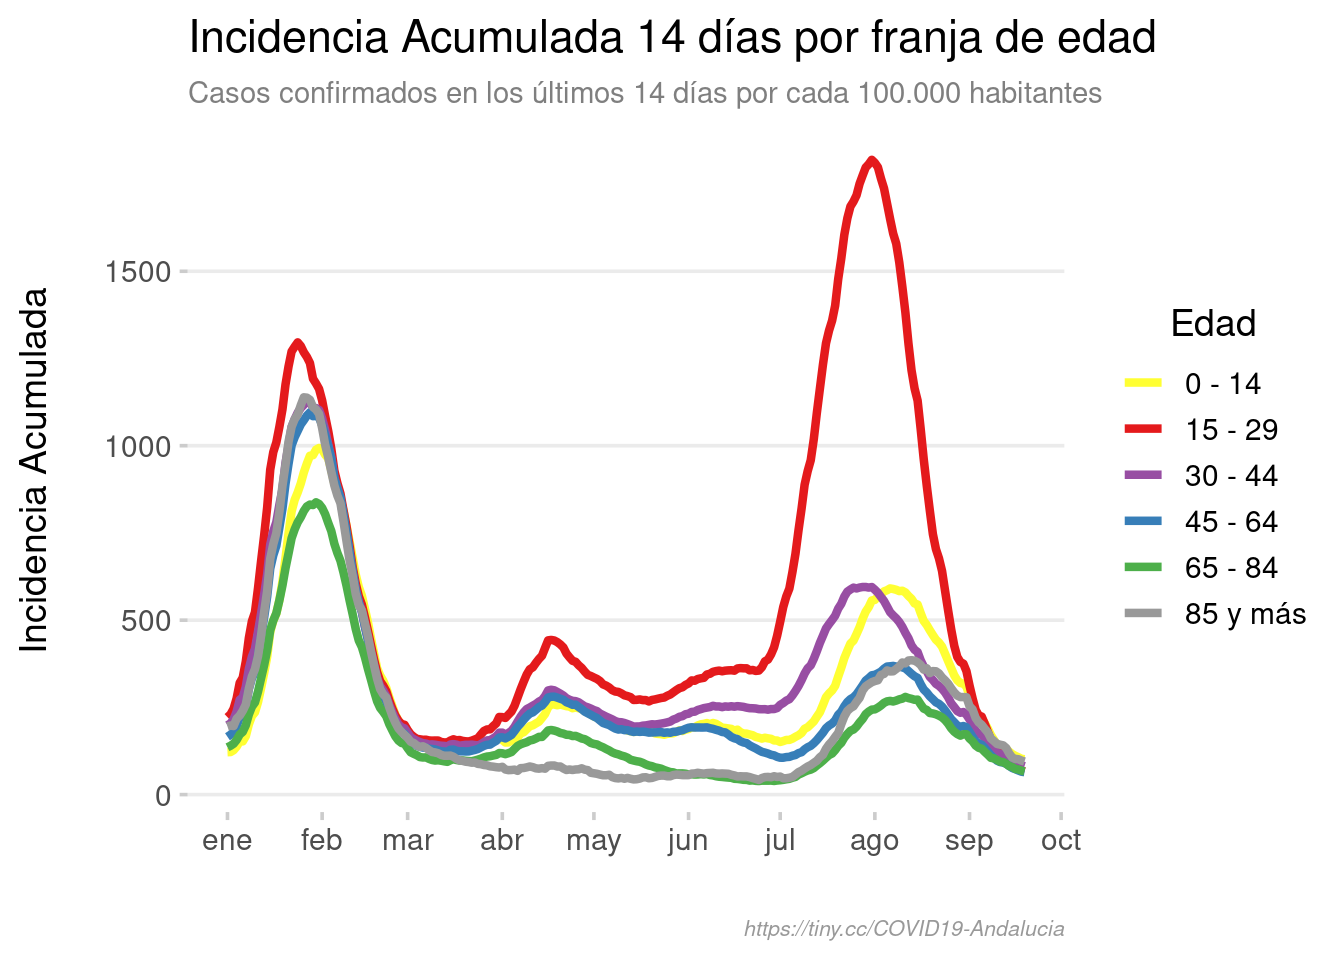 Incidencia Acumulada 14 días por franja de edad
Casos confirmados en los últimos 14 días por cada 100.000 habitantes
Incidencia Acumulada
1500
1000
500
0
ene feb mar abr may jun jul ago sep oct
Edad
0 - 14
15 - 29
30 - 44
45 - 64
65 - 84
85 y más
https://tiny.cc/COVID19-Andalucia